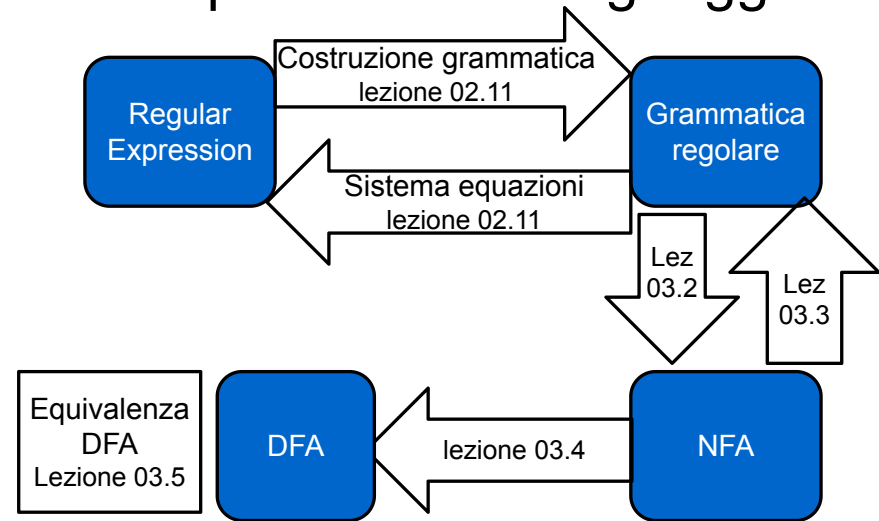 Costruzione grammatica
lezione 02.11
Regular
Expression
Grammatica
regolare
Sistema equazioni
lezione 02.11
Lez
03.2
Lez
03.3
Equivalenza
DFA
Lezione 03.5
DFA
lezione 03.4
NFA